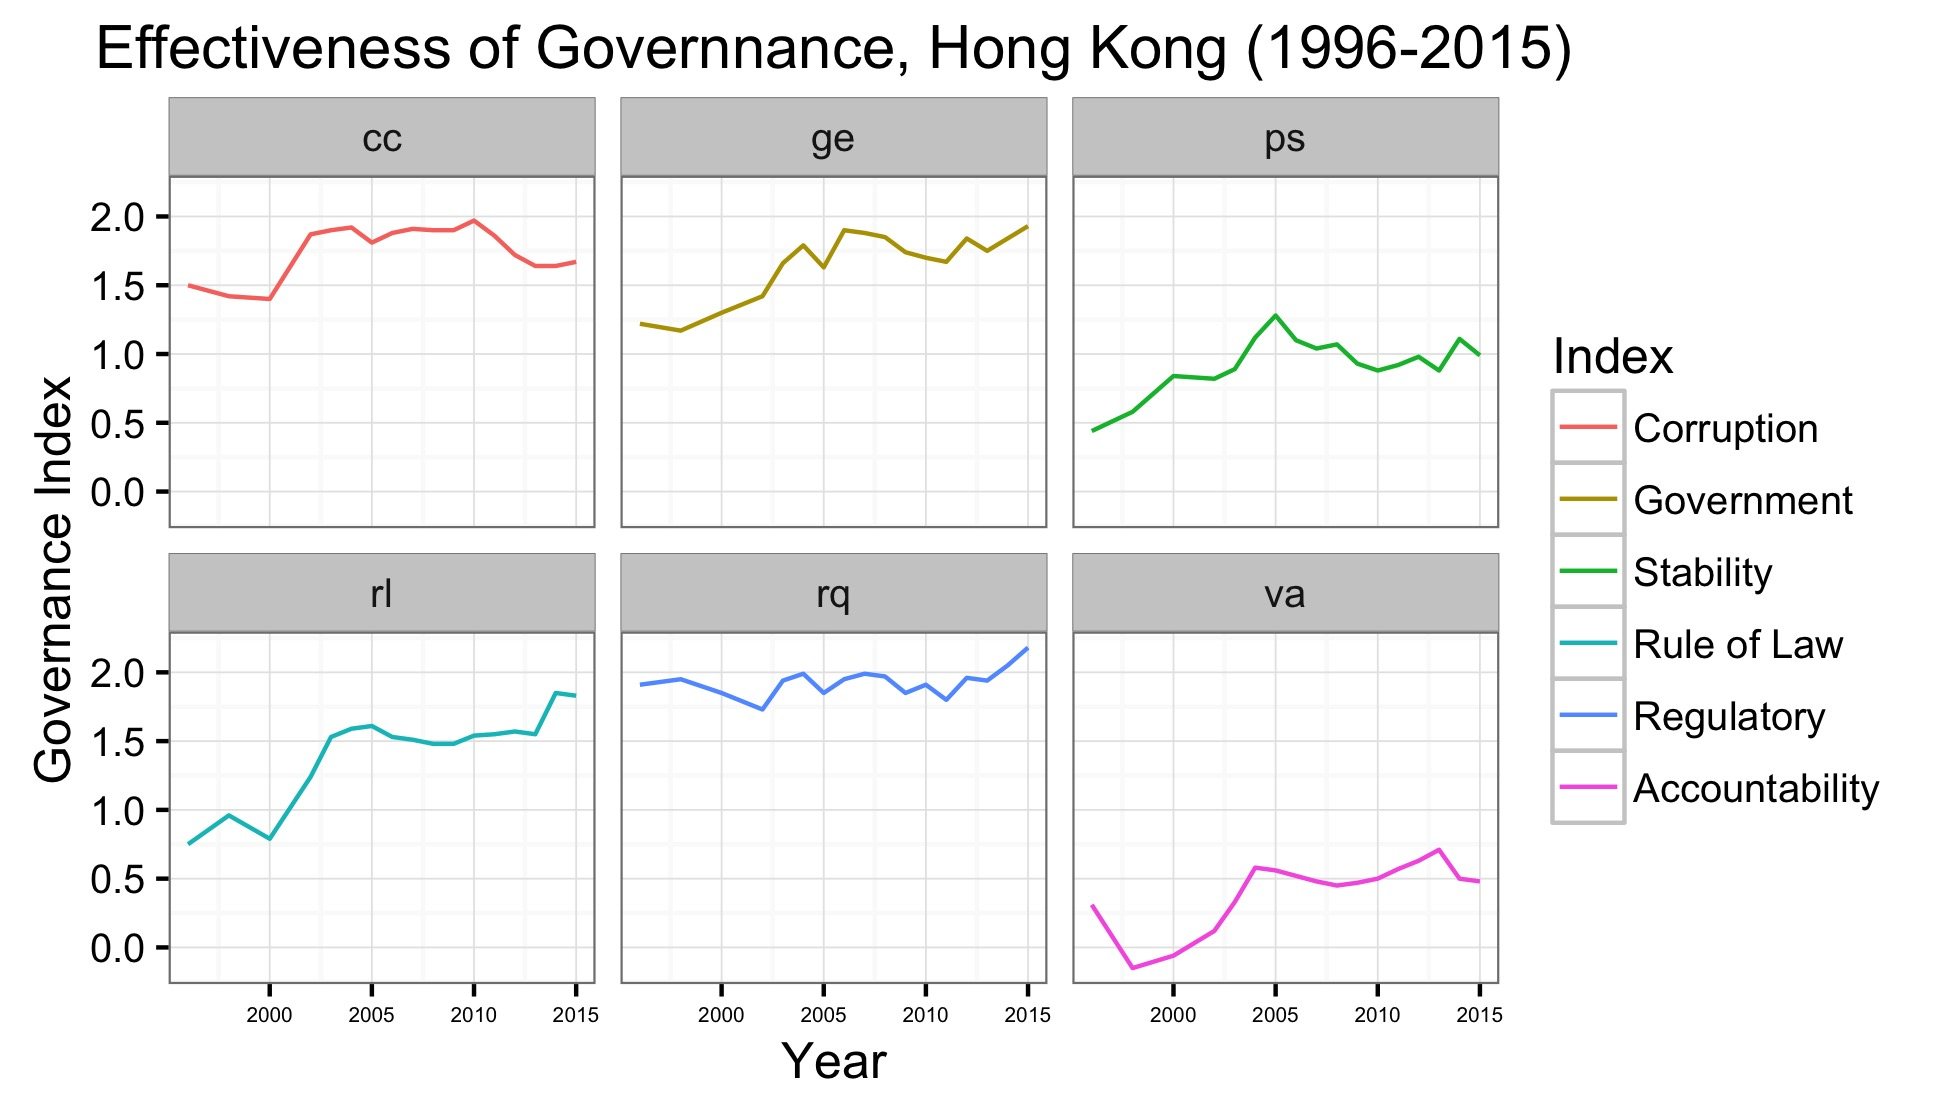 Effectiveness of Governnance, Hong Kong (1996-2015)
cc
ge
ps
2.0
1.5
1.0
0.5
0.0
rl
rq
va
2.0
1.5
1.0
0.5
0.0
2000 2005 2010 2015
2000 2005 2010 2015
2000 2005 2010 2015
Governance Index
Year
Index
Corruption
Government
Stability
Rule of Law
Regulatory
Accountability